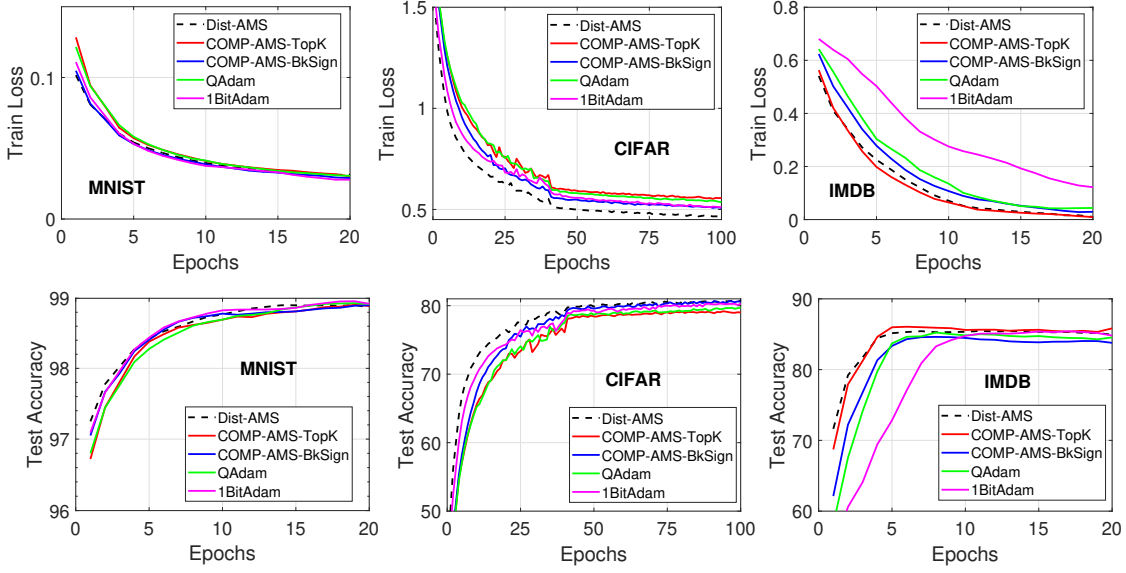 1.5
1
0.5
Train Loss
Dist-AMS
COMP-AMS-TopK
COMP-AMS-BkSign
QAdam
1BitAdam
CIFAR
0
25
50
75
100
Epochs
0.1
0
Train Loss
Dist-AMS
COMP-AMS-TopK
COMP-AMS-BkSign
QAdam
1BitAdam
MNIST
0
5
10
15
20
Epochs
0.8
0.6
0.4
0.2
0
Train Loss
Dist-AMS
COMP-AMS-TopK
COMP-AMS-BkSign
QAdam
1BitAdam
IMDB
0
5
10
15
20
Epochs
99
98
97
96
Test Accuracy
MNIST
Dist-AMS
COMP-AMS-TopK
COMP-AMS-BkSign
QAdam
1BitAdam
0
5
10
15
20
Epochs
80
70
60
50
Test Accuracy
CIFAR
Dist-AMS
COMP-AMS-TopK
COMP-AMS-BkSign
QAdam
1BitAdam
0
25
50
75
100
Epochs
90
80
70
60
Test Accuracy
IMDB
Dist-AMS
COMP-AMS-TopK
COMP-AMS-BkSign
QAdam
1BitAdam
0
5
10
15
20
Epochs